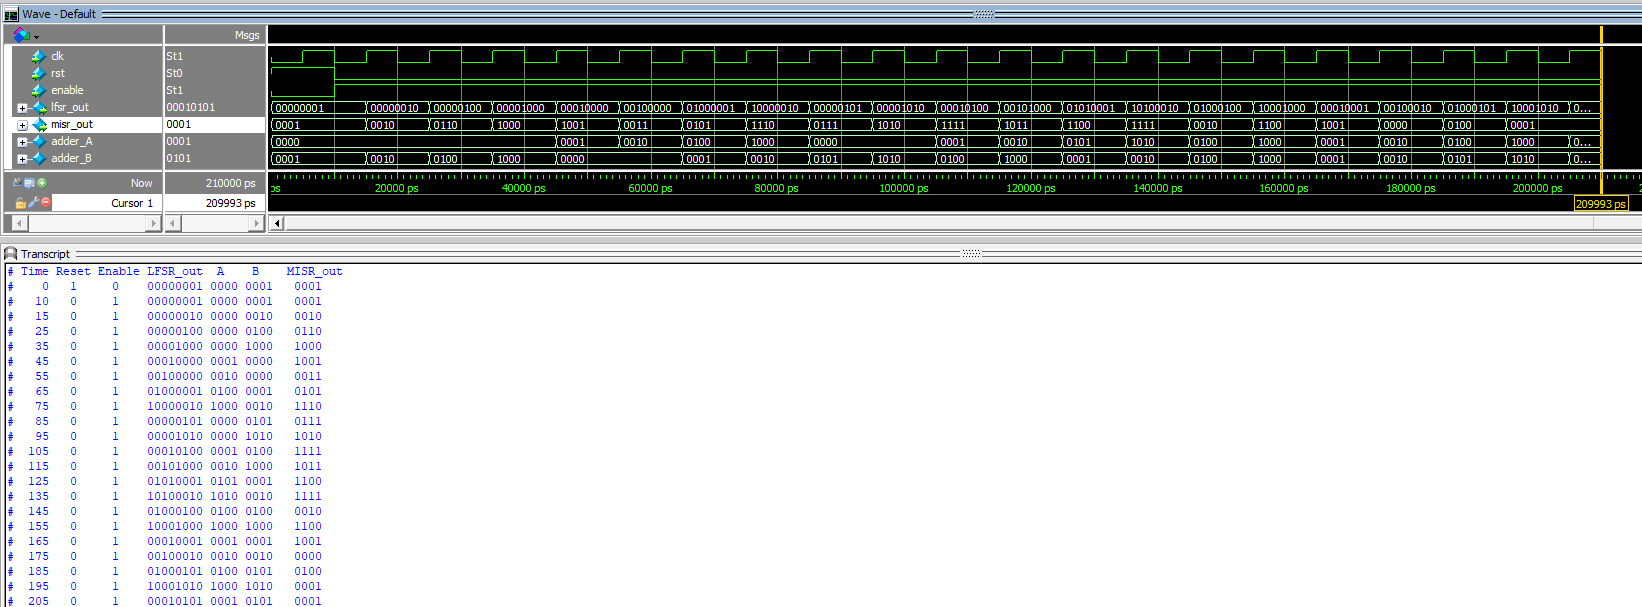 Wave - Default
Msgs
clk St1
rst St0
enable St1
lfsr_out 00010101 00000001 00000010 00000100 00001000 00010000 00100000 01000001 10000010 00000101 00001010 00010100 00101000 01010001 10100010 01000100 10001000 00010001 00100010 01000101 10001010 0...
misr_out 0001 0001 0010 0110 1000 1001 0011 0101 1110 0111 1010 1111 1011 1100 1111 0010 1100 1001 0000 0100 0001
adder_A 0001 0000 0001 0010 0100 1000 0000 0001 0010 0101 1010 0100 1000 0001 0010 0100 1000 0...
adder_B 0101 0001 0010 0100 1000 0000 0001 0010 0101 1010 0100 1000 0001 0010 0100 1000 0001 0010 0101 1010 0...
Now 210000 ps ps 20000 ps 40000 ps 60000 ps 80000 ps 100000 ps 120000 ps 140000 ps 160000 ps 180000 ps 200000 ps
Cursor 1 209993 ps 209993 ps
Transcript
# Time Reset Enable LFSR_out A B MISR_out
# 0 1 0 00000001 0000 0001 0001
# 10 0 1 00000001 0000 0001 0001
# 15 0 1 00000010 0000 0010 0010
# 25 0 1 00000100 0000 0100 0110
# 35 0 1 00001000 0000 1000 1000
# 45 0 1 00010000 0001 0000 1001
# 55 0 1 00100000 0010 0000 0011
# 65 0 1 01000001 0100 0001 0101
# 75 0 1 10000010 1000 0010 1110
# 85 0 1 00000101 0000 0101 0111
# 95 0 1 00001010 0000 1010 1010
# 105 0 1 00010100 0001 0100 1111
# 115 0 1 00101000 0010 1000 1011
# 125 0 1 01010001 0101 0001 1100
# 135 0 1 10100010 1010 0010 1111
# 145 0 1 01000100 0100 0100 0010
# 155 0 1 10001000 1000 1000 1100
# 165 0 1 00010001 0001 0001 1001
# 175 0 1 00100010 0010 0010 0000
# 185 0 1 01000101 0100 0101 0100
# 195 0 1 10001010 1000 1010 0001
# 205 0 1 00010101 0001 0101 0001